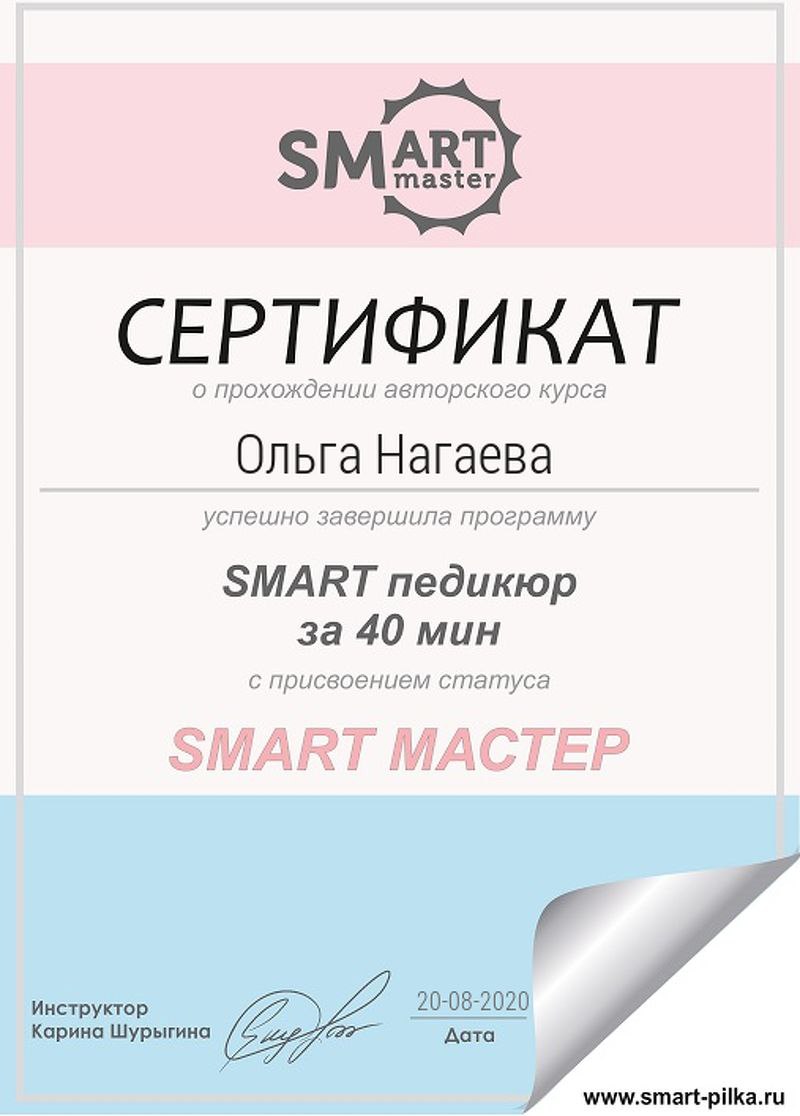 SMART
master
СЕРТИФИКАТ
о прохождении авторского курса
Ольга Нагаева
успешно завершила программу
SMART педикюр
за 40 мин
с присвоением статуса
SMART МАСТЕР
Инструктор
Карина Шурыгина
20-08-2020
Дата
www.smart-pilka.ru